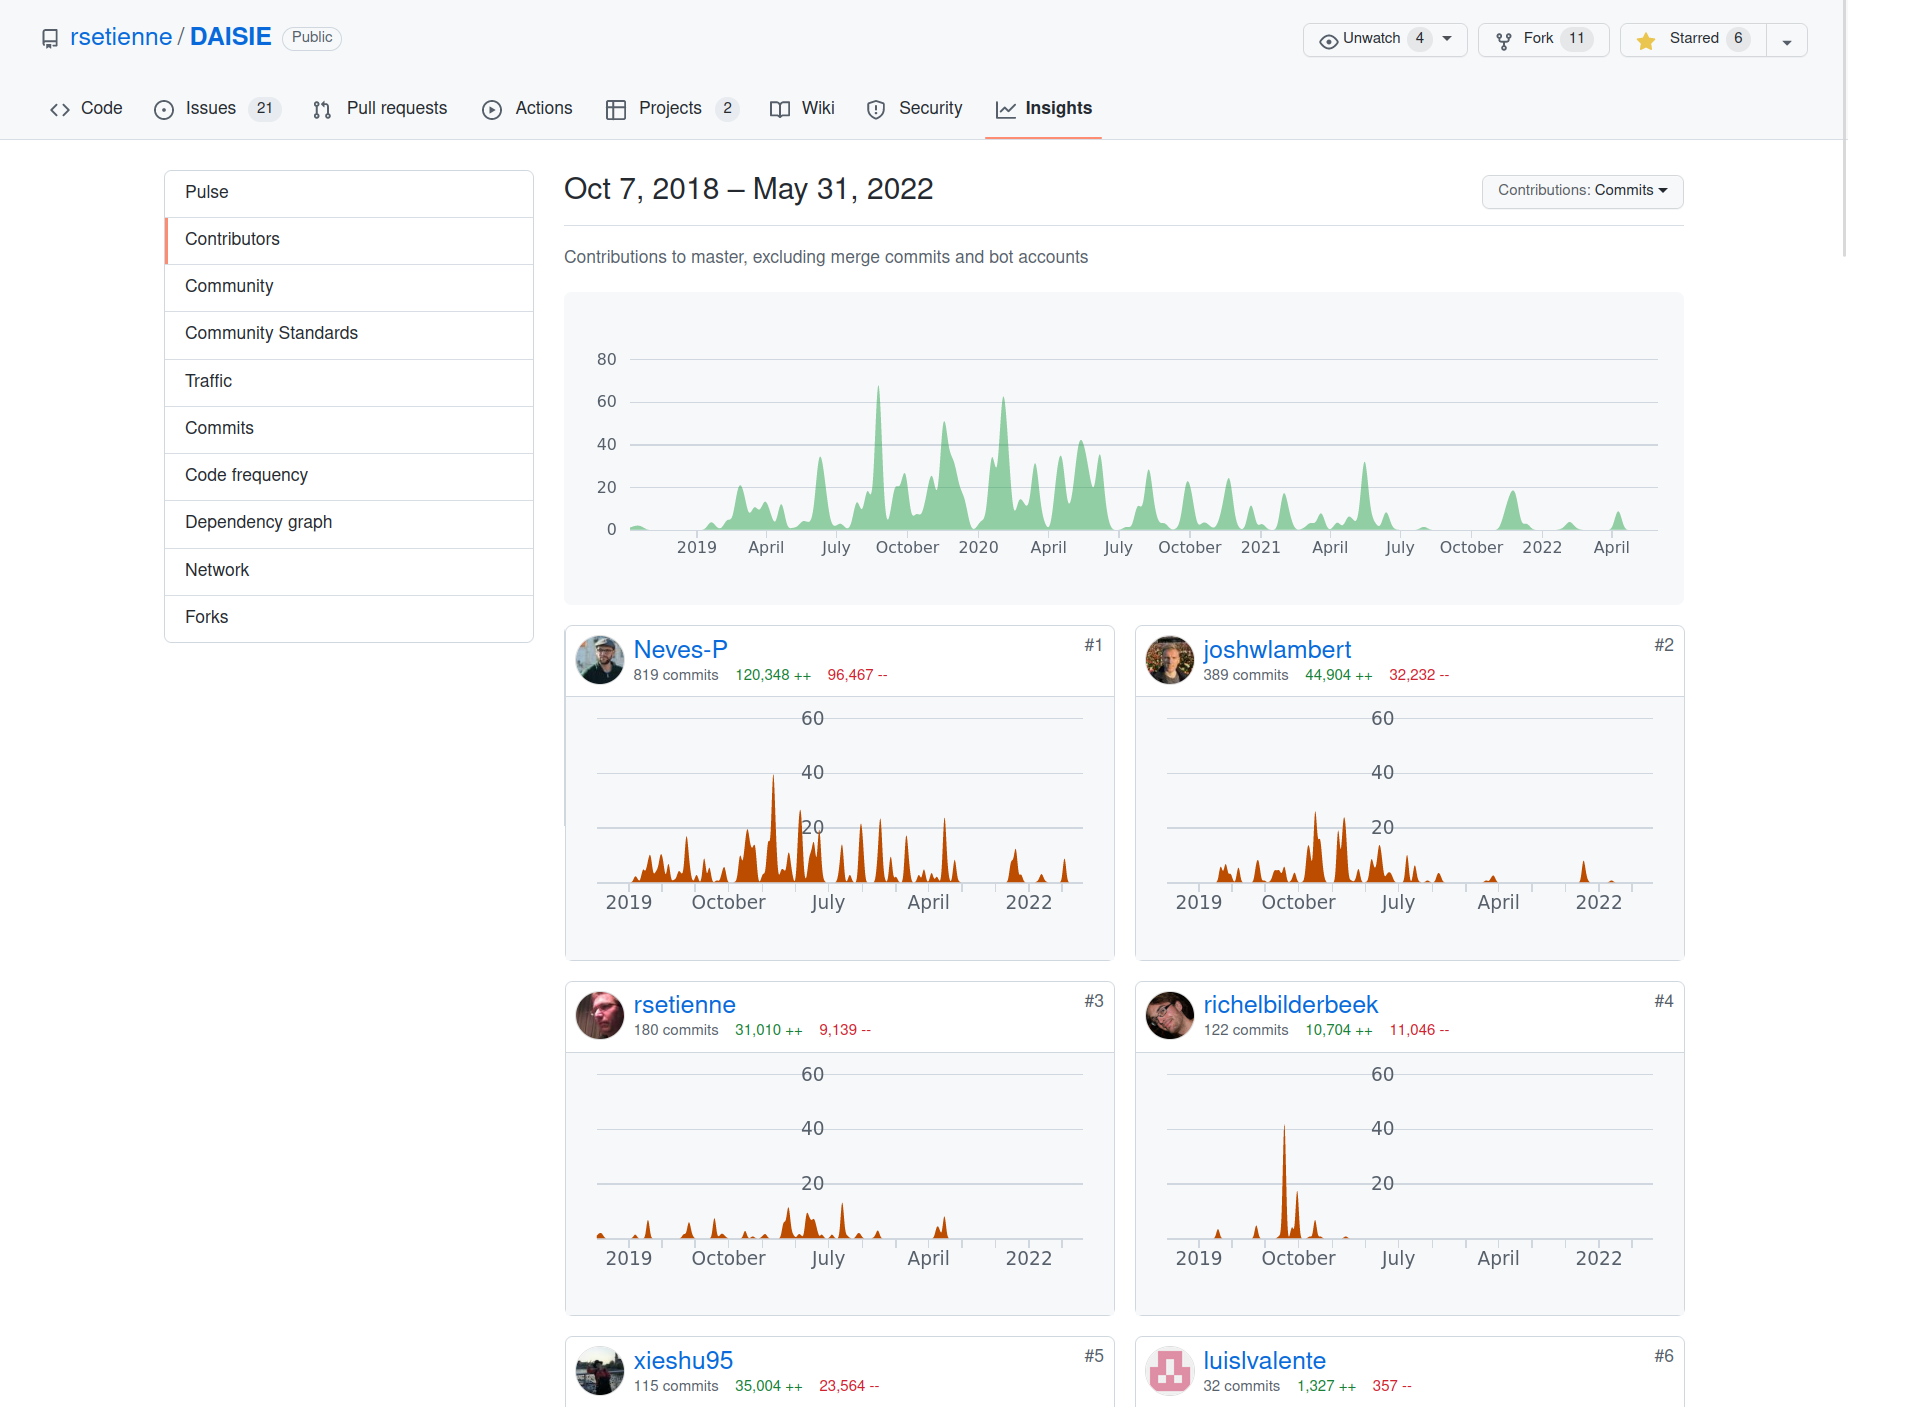 rsetienne / DAISIE Public
Unwatch 4 Fork 11 Starred 6
Code Issues 21 Pull requests Actions Projects 2 Wiki Security Insights
Pulse
Contributors
Community
Community Standards
Traffic
Commits
Code frequency
Dependency graph
Network
Forks
Oct 7, 2018 – May 31, 2022
Contributions: Commits
Contributions to master, excluding merge commits and bot accounts
80
60
40
20
0
2019 April July October 2020 April July October 2021 April July October 2022 April
Neves-P #1
819 commits 120,348 ++ 96,467 --
60
40
20
2019 October July April 2022
joshwlambert #2
389 commits 44,904 ++ 32,232 --
60
40
20
2019 October July April 2022
rsetienne #3
180 commits 31,010 ++ 9,139 --
60
40
20
2019 October July April 2022
richelbilderbeek #4
122 commits 10,704 ++ 11,046 --
60
40
20
2019 October July April 2022
xieshu95 #5
115 commits 35,004 ++ 23,564 --
luislvalente #6
32 commits 1,327 ++ 357 --